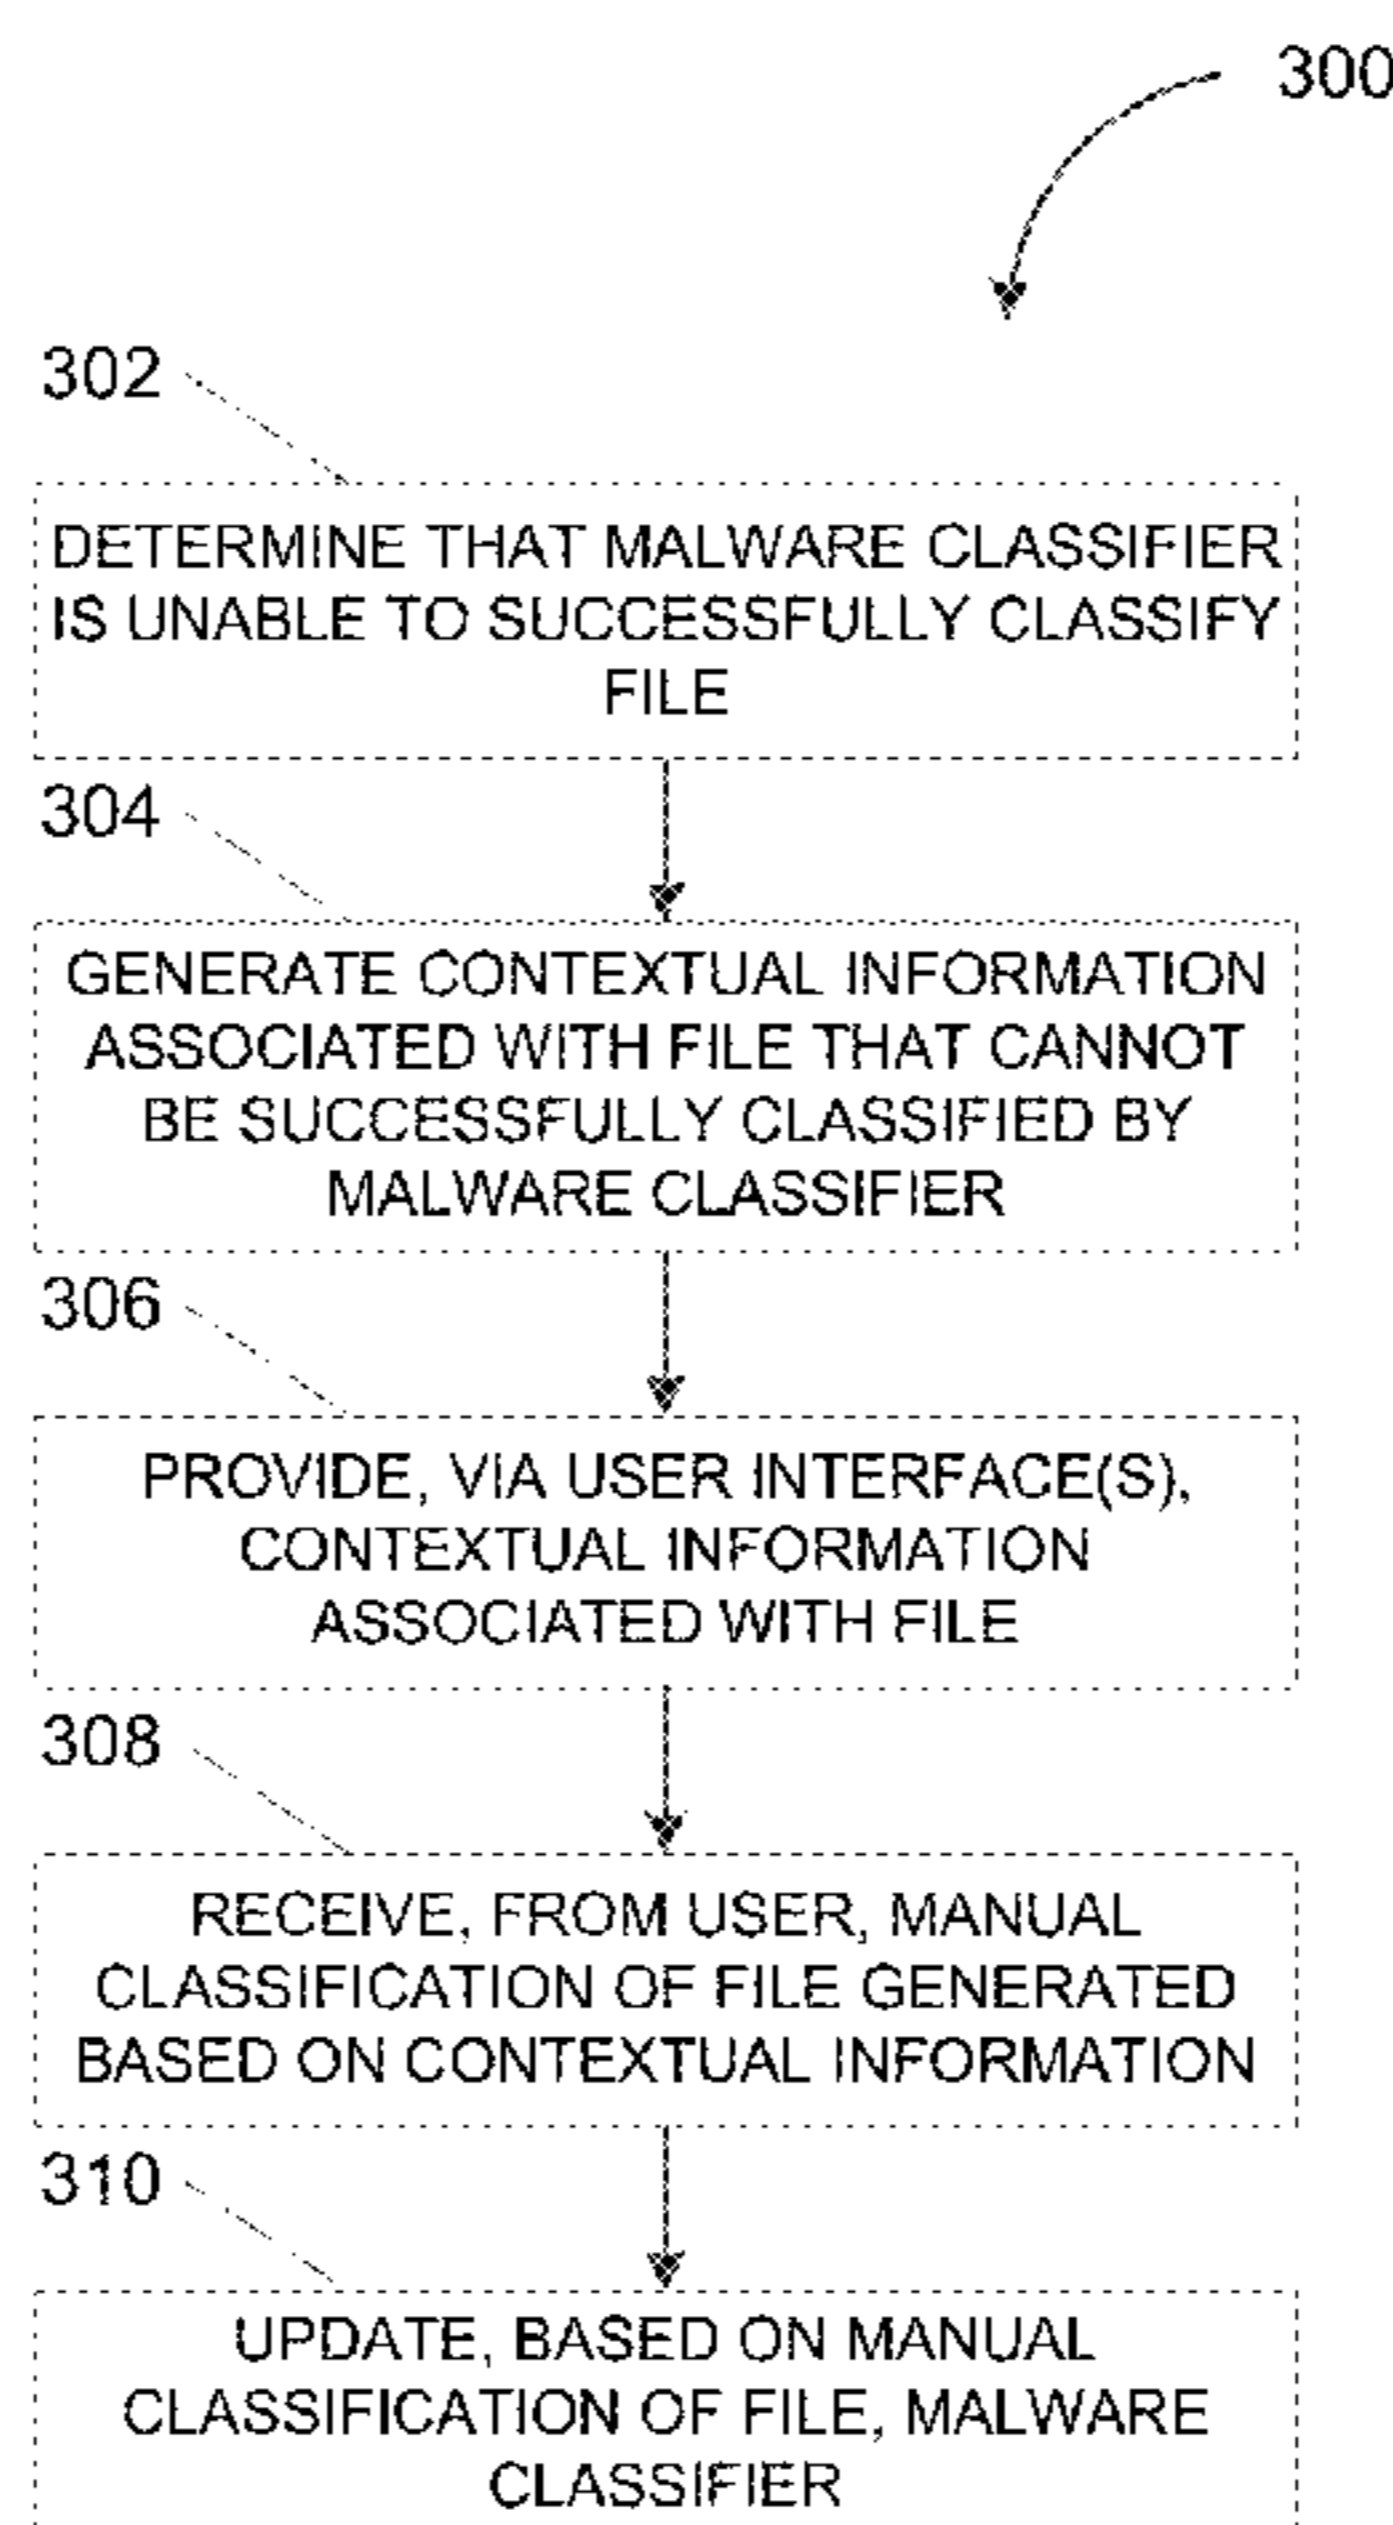 300
302
DETERMINE THAT MALWARE CLASSIFIER
IS UNABLE TO SUCCESSFULLY CLASSIFY
FILE
304
GENERATE CONTEXTUAL INFORMATION
ASSOCIATED WITH FILE THAT CANNOT
BE SUCCESSFULLY CLASSIFIED BY
MALWARE CLASSIFIER
306
PROVIDE, VIA USER INTERFACE(S),
CONTEXTUAL INFORMATION
ASSOCIATED WITH FILE
308
RECEIVE, FROM USER, MANUAL
CLASSIFICATION OF FILE GENERATED
BASED ON CONTEXTUAL INFORMATION
310
UPDATE, BASED ON MANUAL
CLASSIFICATION OF FILE, MALWARE
CLASSIFIER